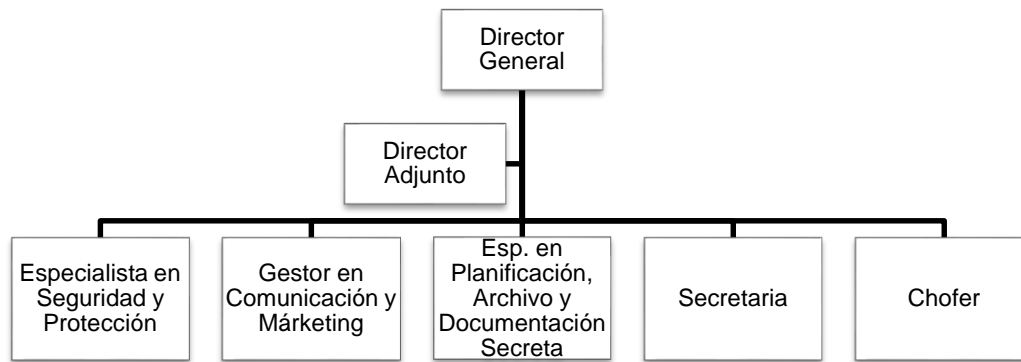 Director
General
Director
Adjunto
Especialista en
Seguridad y
Protección
Gestor en
Comunicación y
Márketing
Esp. en
Planificación,
Archivo y
Documentación
Secreta
Secretaria
Chofer